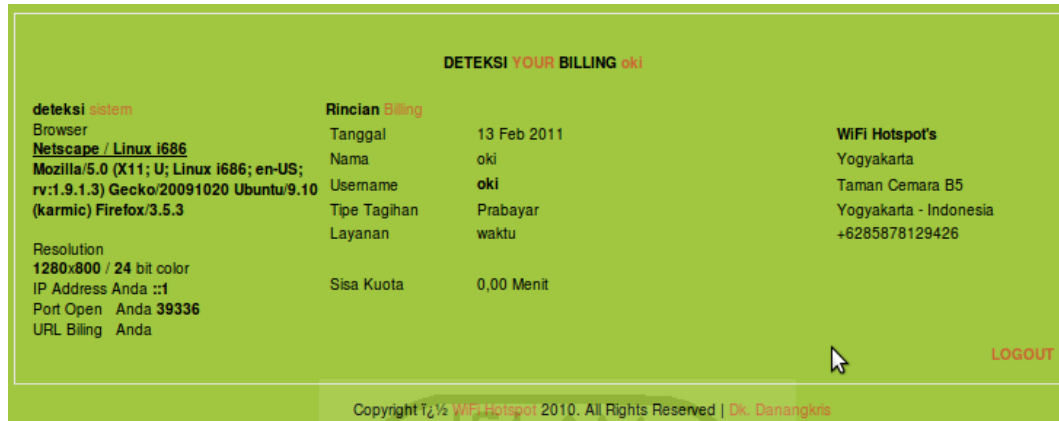 DETEKSI YOUR BILLING oki
deteksi sistem
Browser
Netscape / Linux i686
Mozilla/5.0 (X11; U; Linux i686; en-US;
rv:1.9.1.3) Gecko/20091020 Ubuntu/9.10
(karmic) Firefox/3.5.3
Resolution
1280x800 / 24 bit color
IP Address Anda ::1
Port Open Anda 39336
URL Biling Anda
Rincian Billing
Tanggal 13 Feb 2011
Nama oki
Username oki
Tipe Tagihan Prabayar
Layanan waktu
Sisa Kuota 0,00 Menit
WiFi Hotspot's
Yogyakarta
Taman Cemara B5
Yogyakarta - Indonesia
+6285878129426
LOGOUT
Copyright ï¿½ WiFi Hotspot 2010. All Rights Reserved | Dk. Danangkris